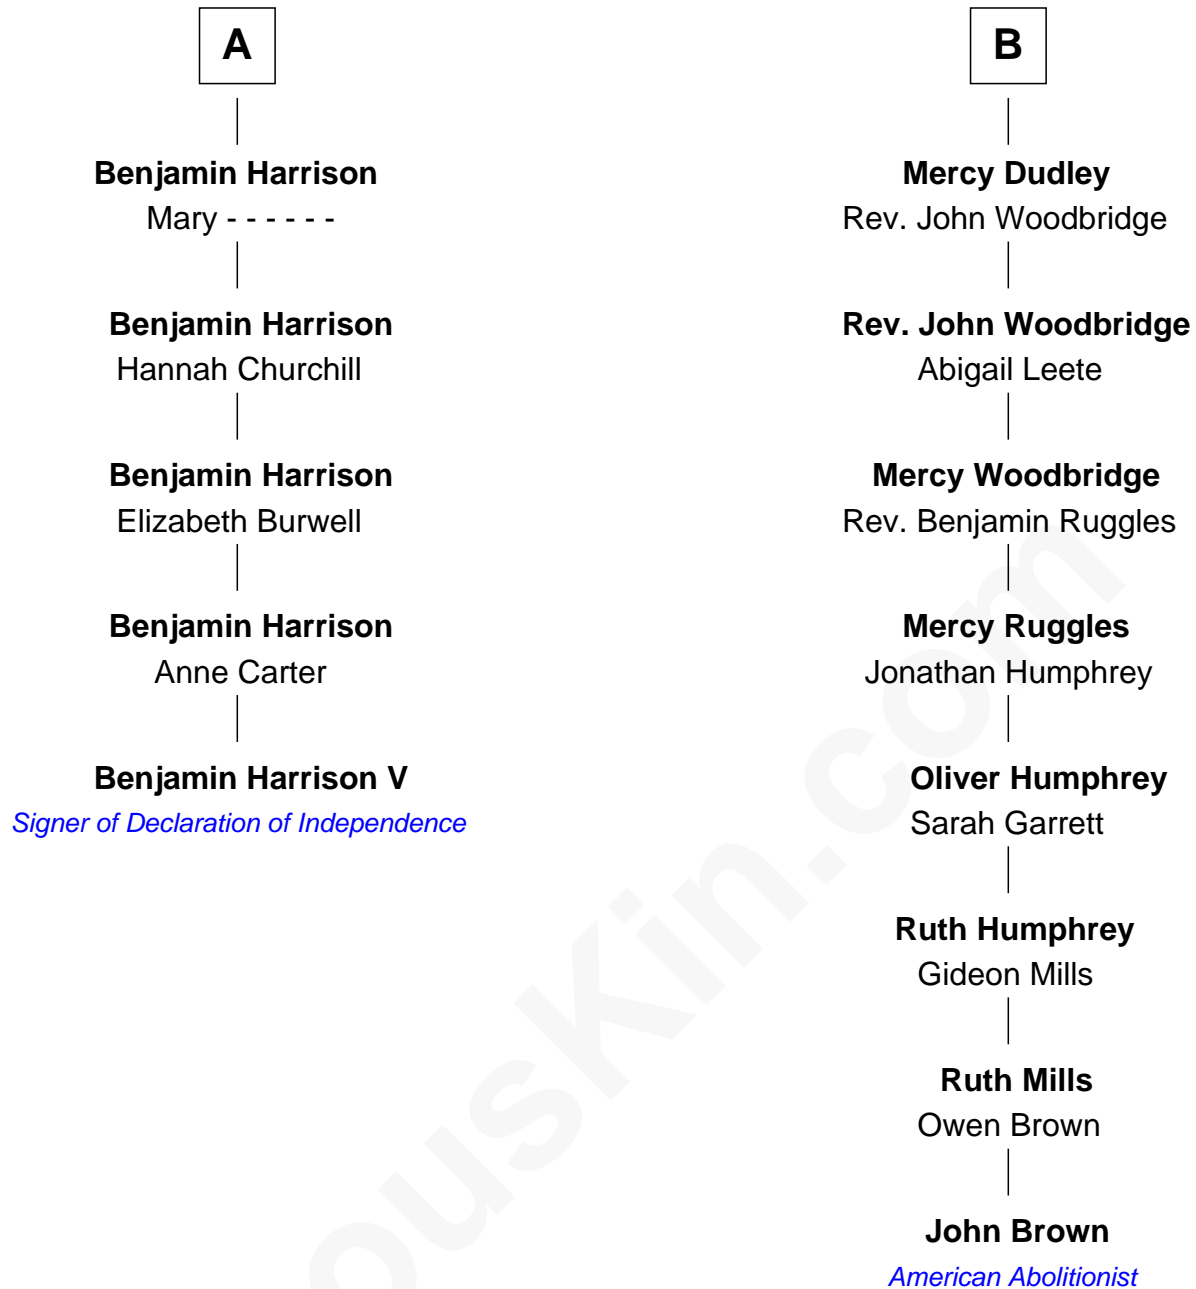 A
Benjamin Harrison
Mary - - - - - -
Benjamin Harrison
Hannah Churchill
Benjamin Harrison
Elizabeth Burwell
Benjamin Harrison
Anne Carter
Benjamin Harrison V
Signer of Declaration of Independence
B
Mercy Dudley
Rev. John Woodbridge
Rev. John Woodbridge
Abigail Leete
Mercy Woodbridge
Rev. Benjamin Ruggles
Mercy Ruggles
Jonathan Humphrey
Oliver Humphrey
Sarah Garrett
Ruth Humphrey
Gideon Mills
Ruth Mills
Owen Brown
John Brown
American Abolitionist
ousKin.com